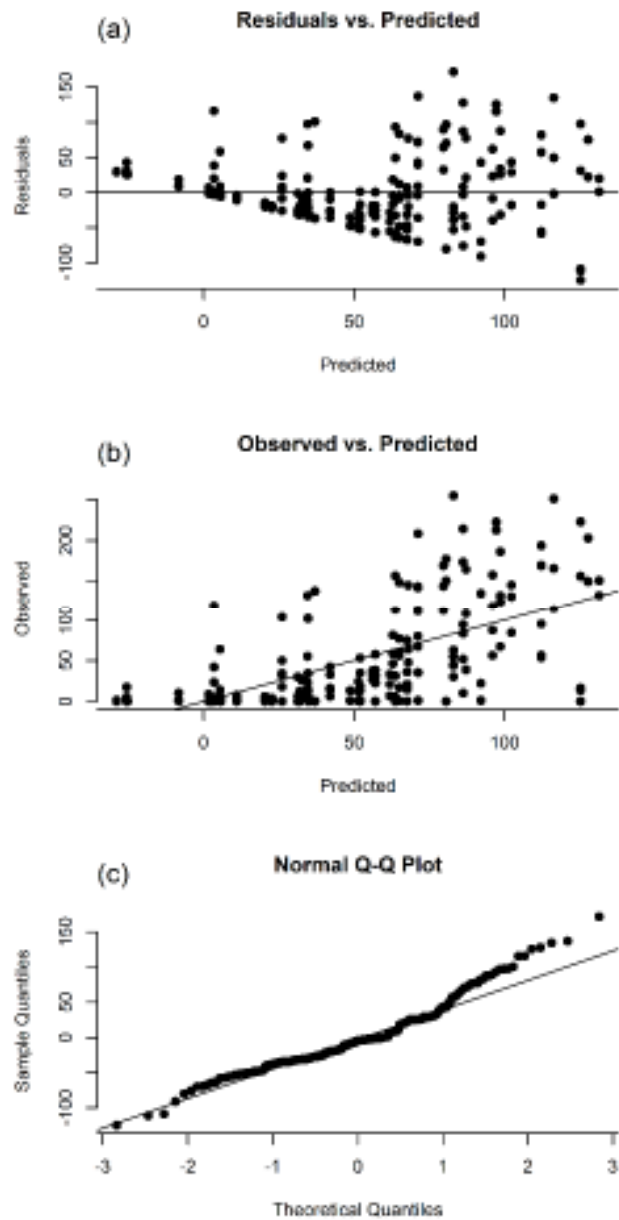 (a)
Residuals vs. Predicted
Residuals
150
50
0
-100
0 50 100
Predicted
(b)
Observed vs. Predicted
Observed
200
100
50
0
0 50 100
Predicted
(c)
Normal Q-Q Plot
Sample Quantiles
150
50
0
-100
-3 -2 -1 0 1 2 3
Theoretical Quantiles